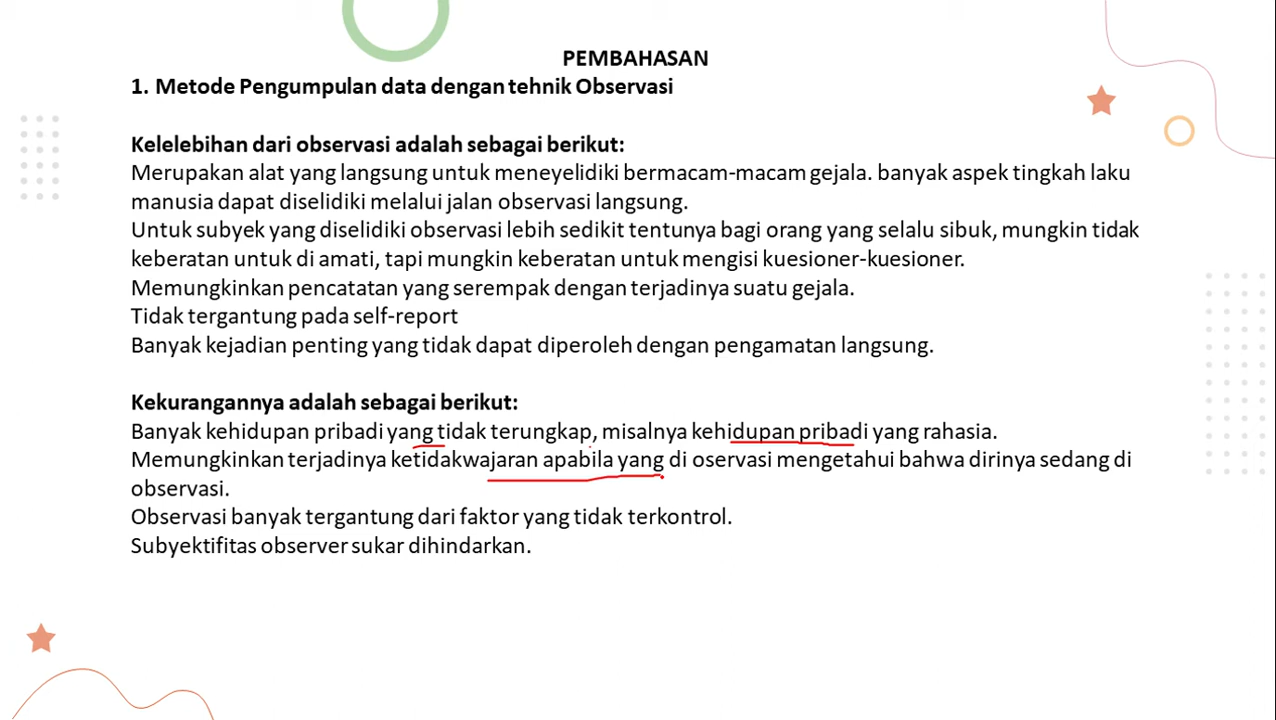 PEMBAHASAN
1. Metode Pengumpulan data dengan tehnik Observasi
Kelelebihan dari observasi adalah sebagai berikut:
Merupakan alat yang langsung untuk meneyelidiki bermacam-macam gejala. banyak aspek tingkah laku
manusia dapat diselidiki melalui jalan observasi langsung.
Untuk subyek yang diselidiki observasi lebih sedikit tentunya bagi orang yang selalu sibuk, mungkin tidak
keberatan untuk di amati, tapi mungkin keberatan untuk mengisi kuesioner-kuesioner.
Memungkinkan pencatatan yang serempak dengan terjadinya suatu gejala.
Tidak tergantung pada self-report
Banyak kejadian penting yang tidak dapat diperoleh dengan pengamatan langsung.
Kekurangannya adalah sebagai berikut:
Banyak kehidupan pribadi yang tidak terungkap, misalnya kehidupan pribadi yang rahasia.
Memungkinkan terjadinya ketidakwajaran apabila yang di oservasi mengetahui bahwa dirinya sedang di
observasi.
Observasi banyak tergantung dari faktor yang tidak terkontrol.
Subyektifitas observer sukar dihindarkan.